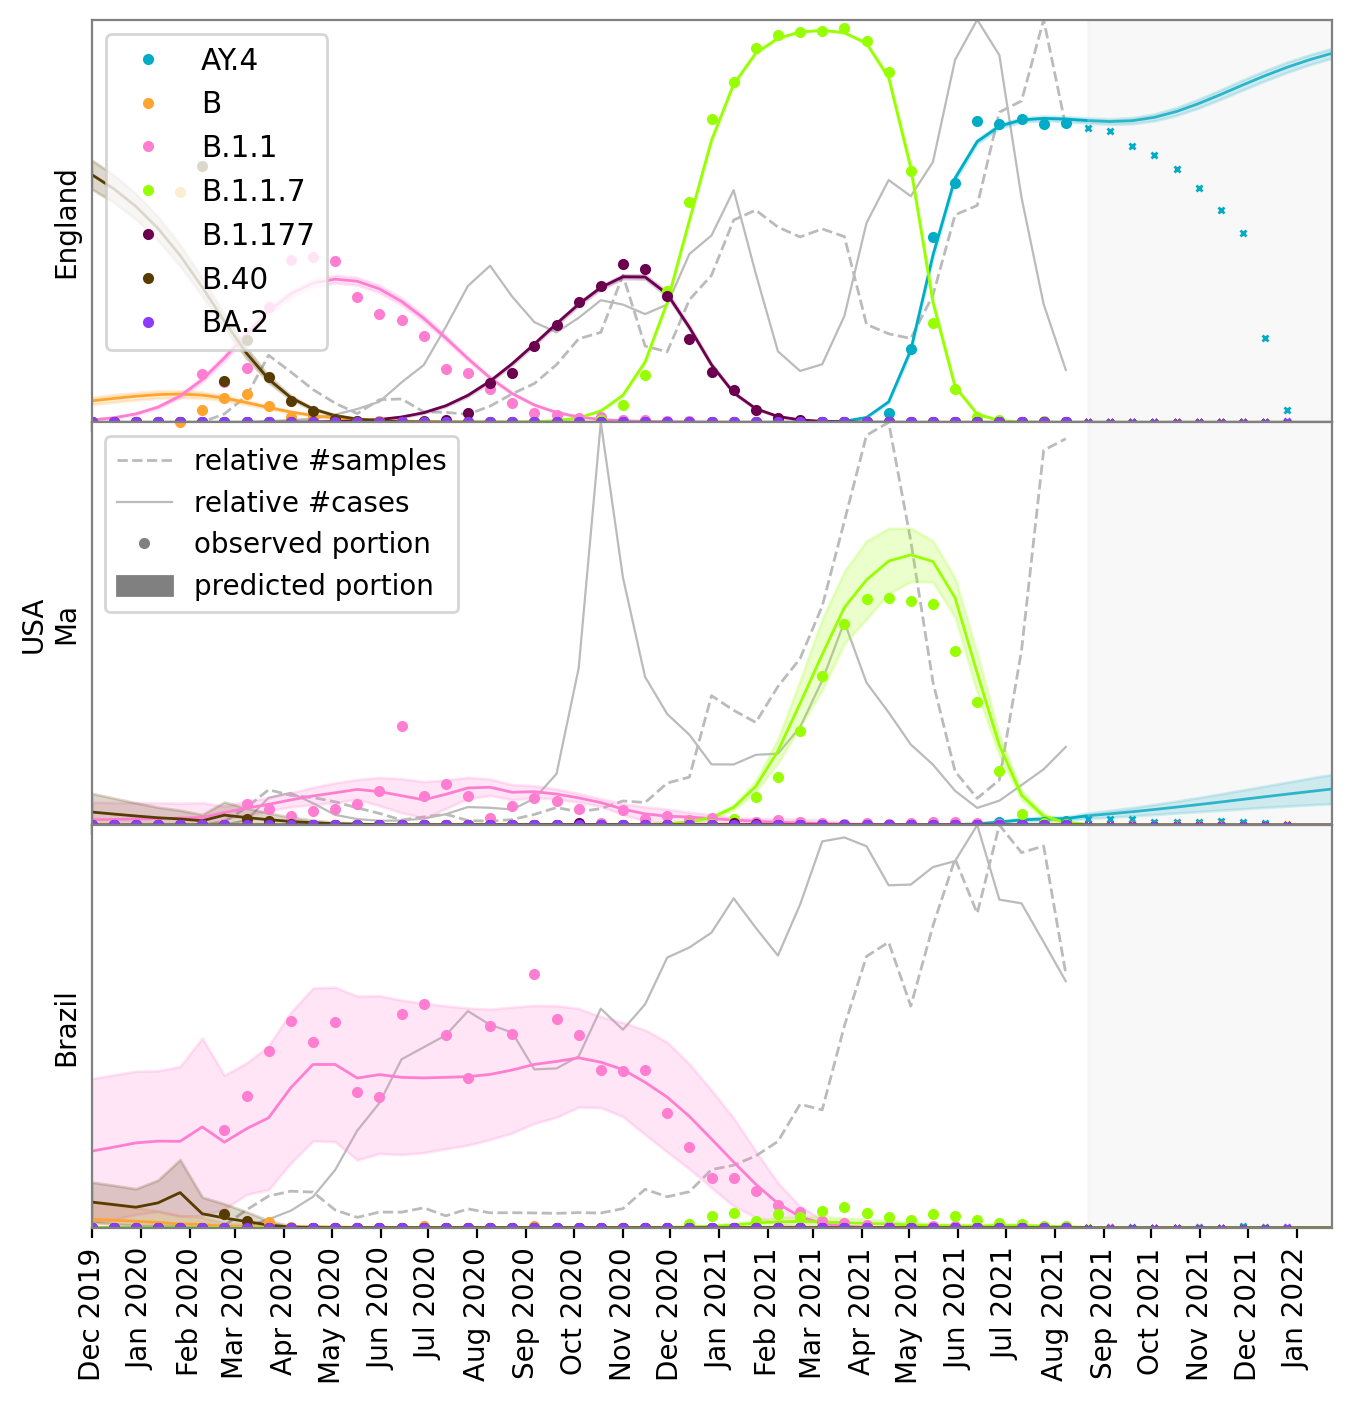 England
AY.4
B
B.1.1
B.1.1.7
B.1.177
B.40
BA.2
USA
Ma
relative #samples
relative #cases
observed portion
predicted portion
Brazil
Dec 2019
Jan 2020
Feb 2020
Mar 2020
Apr 2020
May 2020
Jun 2020
Jul 2020
Aug 2020
Sep 2020
Oct 2020
Nov 2020
Dec 2020
Jan 2021
Feb 2021
Mar 2021
Apr 2021
May 2021
Jun 2021
Jul 2021
Aug 2021
Sep 2021
Oct 2021
Nov 2021
Dec 2021
Jan 2022